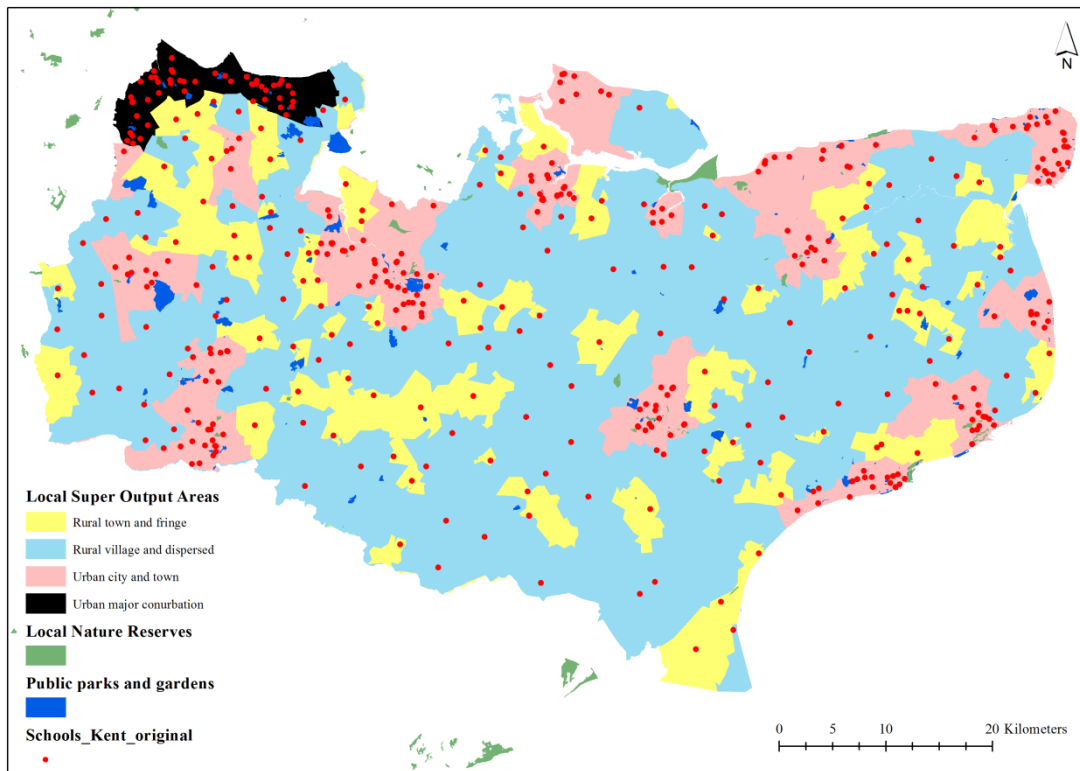 N
Local Super Output Areas
Rural town and fringe
Rural village and dispersed
Urban city and town
Urban major conurbation
Local Nature Reserves
Public parks and gardens
Schools_Kent_original
0 5 10 20 Kilometers